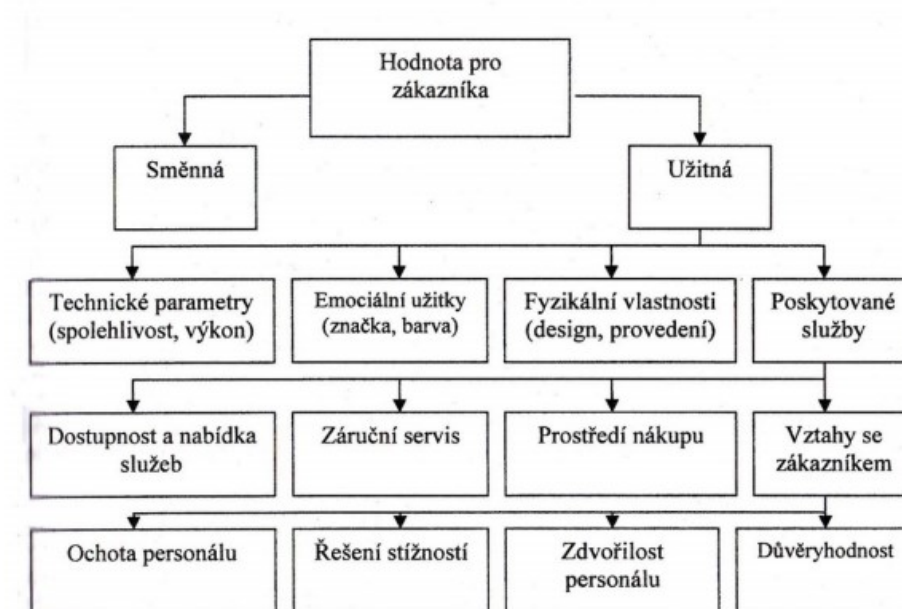 Hodnota pro
zákazníka
Směnná
Užitná
Technické parametry
(spolehlivost, výkon)
Emociální užitky
(značka, barva)
Fyzikální vlastnosti
(design, provedení)
Poskytované
služby
Dostupnost a nabídka
služeb
Záruční servis
Prostředí nákupu
Vztahy se
zákazníkem
Ochota personálu
Řešení stížností
Zdvořilost
personálu
Důvěryhodnost